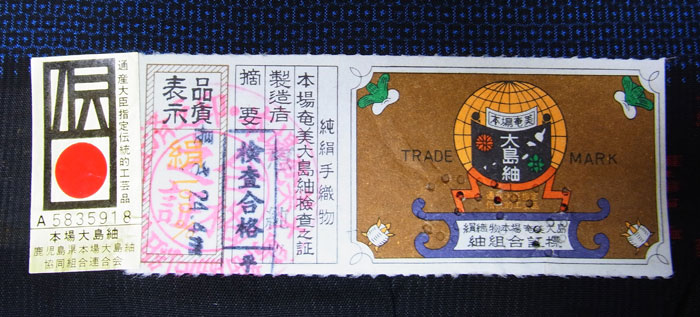 伝
通産大臣指定伝統的工芸品
A 5835918
本場大島紬
鹿児島県本場大島紬
協同組合連合会
品質
表示
絹
摘要
検査合格
製造者
本場奄美大島紬検査之証
純絹手織物
本場奄美
大島紬
TRADE MARK
絹織物本場奄美大島
紬組合証標